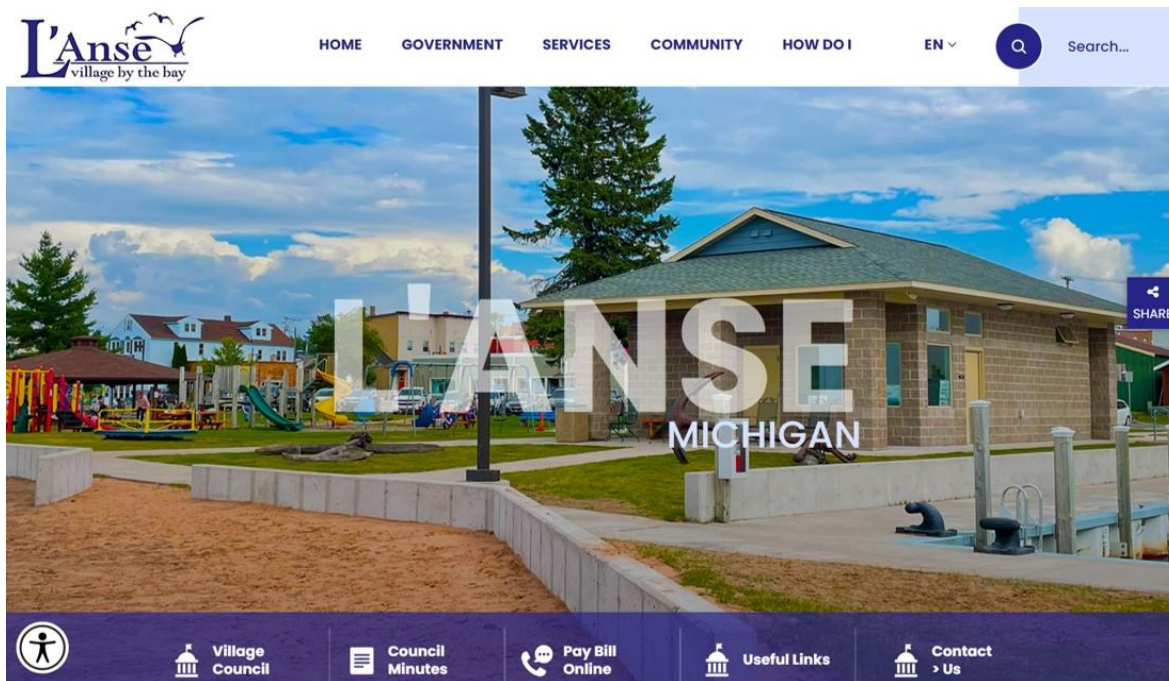 L'Anse
village by the bay
HOME GOVERNMENT SERVICES COMMUNITY HOW DO I EN Search...
SHARE
L'ANSE
MICHIGAN
Village
Council
Council
Minutes
Pay Bill
Online
Useful Links
Contact
> Us